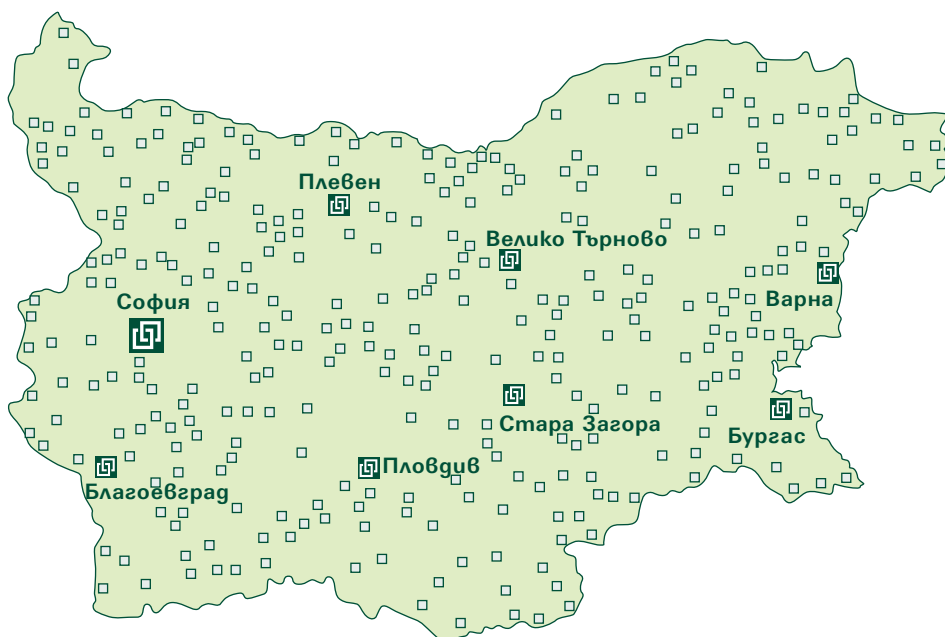 Плевен
Велико Търново
София
Варна
Стара Загора
Бургас
Пловдив
Благоевград